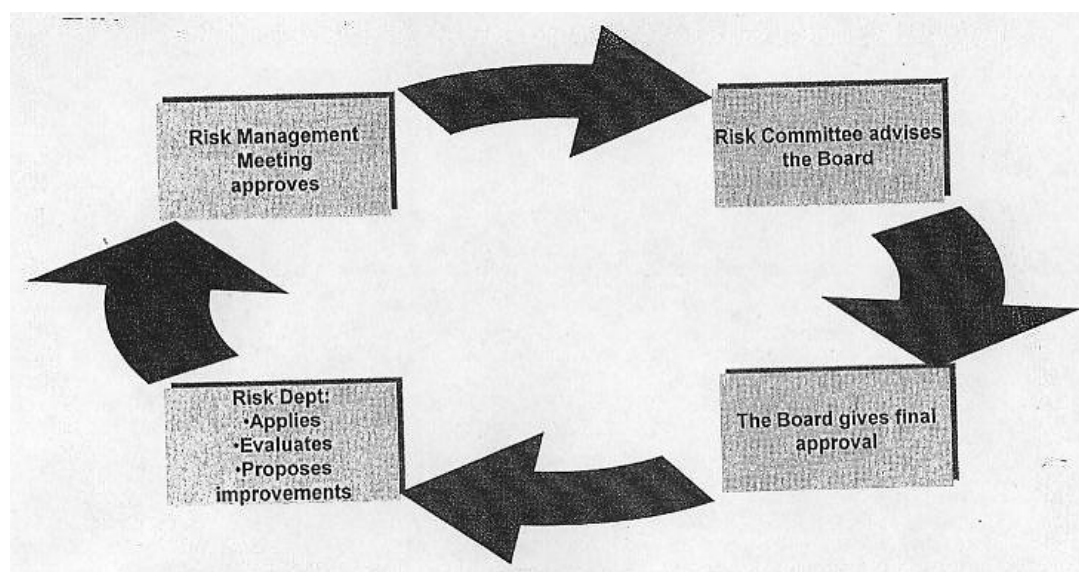 Risk Management
Meeting
approves
Risk Committee advises
the Board
The Board gives final
approval
Risk Dept:
•Applies
•Evaluates
•Proposes
improvements